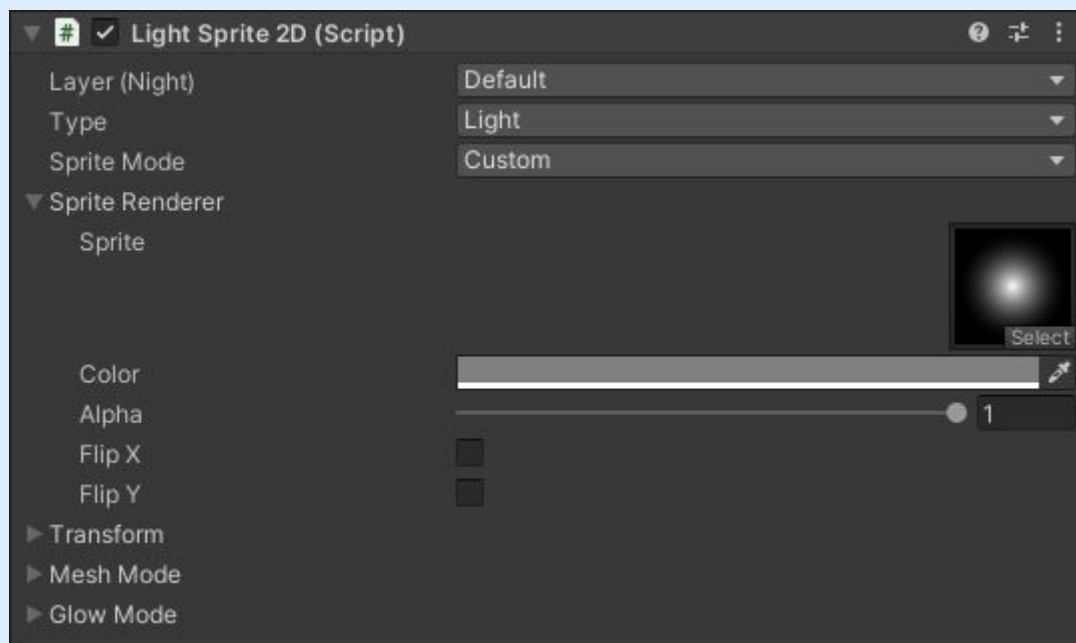 # Light Sprite 2D (Script)
Layer (Night) Default
Type Light
Sprite Mode Custom
Sprite Renderer
Sprite
Select
Color
Alpha 1
Flip X
Flip Y
Transform
Mesh Mode
Glow Mode